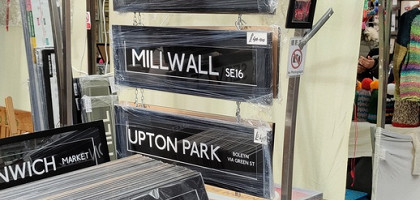 MILLWALL SE16
UPTON PARK
BOLEYN
VIA GREEN ST
NWICH MARKET